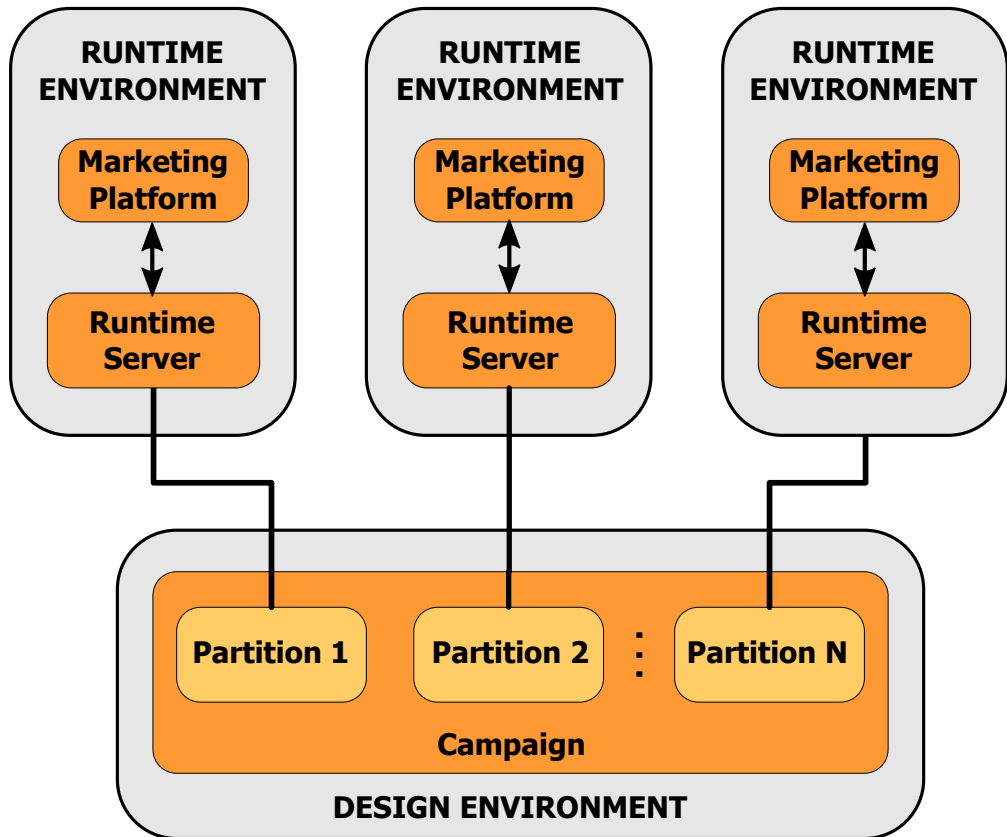 RUNTIME
ENVIRONMENT
Marketing
Platform
Runtime
Server
RUNTIME
ENVIRONMENT
Marketing
Platform
Runtime
Server
RUNTIME
ENVIRONMENT
Marketing
Platform
Runtime
Server
Partition 1
Partition 2
Partition N
Campaign
DESIGN ENVIRONMENT